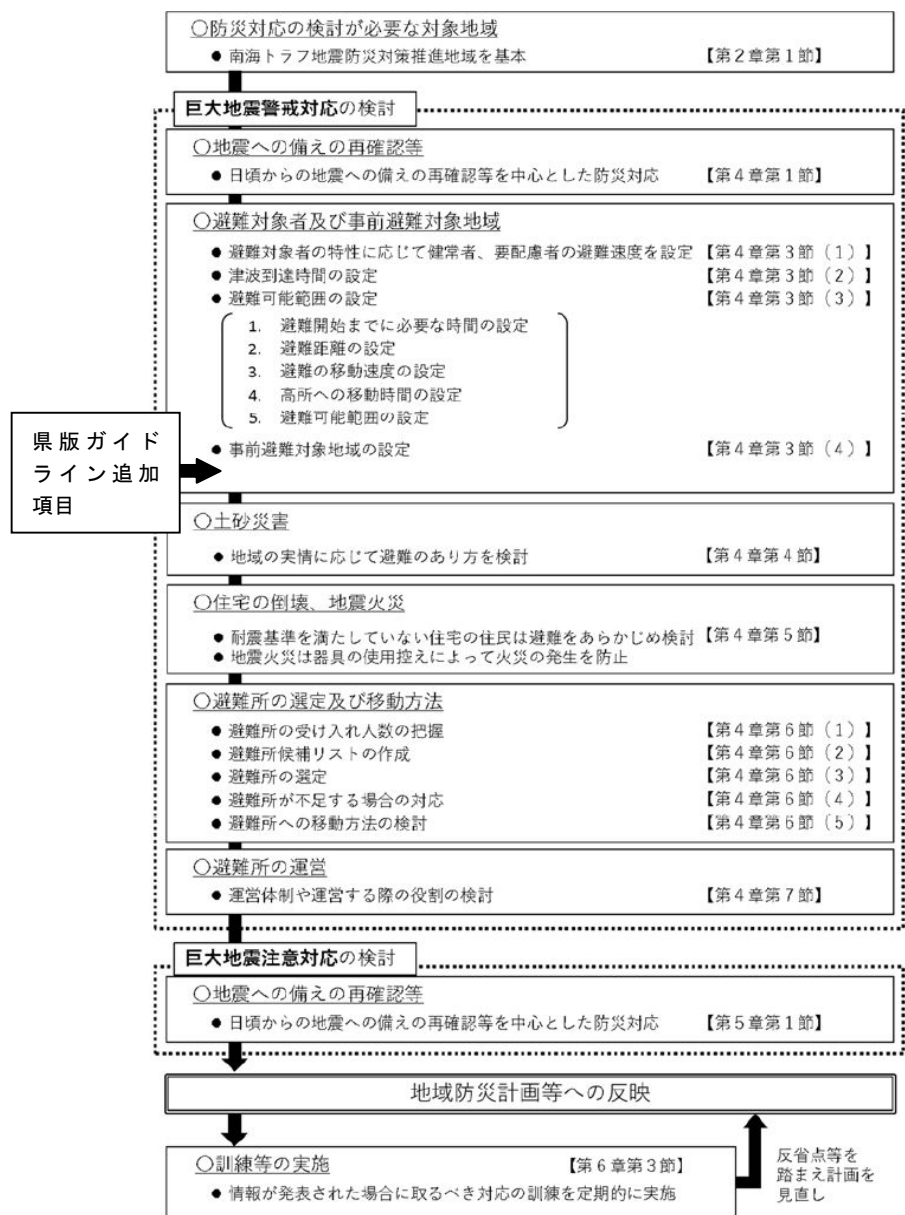 ○防災対応の検討が必要な対象地域
● 南海トラフ地震防災対策推進地域を基本 【第2章第1節】
巨大地震警戒対応の検討
○地震への備えの再確認等
● 日頃からの地震への備えの再確認等を中心とした防災対応 【第4章第1節】
○避難対象者及び事前避難対象地域
● 避難対象者の特性に応じて健常者、要配慮者の避難速度を設定 【第4章第3節(1)】
● 津波到達時間の設定 【第4章第3節(2)】
● 避難可能範囲の設定 【第4章第3節(3)】
1. 避難開始までに必要な時間の設定
2. 避難距離の設定
3. 避難の移動速度の設定
4. 高所への移動時間の設定
5. 避難可能範囲の設定
● 事前避難対象地域の設定 【第4章第3節(4)】
県版ガイド
ライン追加
項目
○土砂災害
● 地域の実情に応じて避難のあり方を検討 【第4章第4節】
○住宅の倒壊、地震火災
● 耐震基準を満たしていない住宅の住民は避難をあらかじめ検討 【第4章第5節】
● 地震火災は器具の使用控えによって火災の発生を防止
○避難所の選定及び移動方法
● 避難所の受け入れ人数の把握 【第4章第6節(1)】
● 避難所候補リストの作成 【第4章第6節(2)】
● 避難所の選定 【第4章第6節(3)】
● 避難所が不足する場合の対応 【第4章第6節(4)】
● 避難所への移動方法の検討 【第4章第6節(5)】
○避難所の運営
● 運営体制や運営する際の役割の検討 【第4章第7節】
巨大地震注意対応の検討
○地震への備えの再確認等
● 日頃からの地震への備えの再確認等を中心とした防災対応 【第5章第1節】
地域防災計画等への反映
○訓練等の実施 【第6章第3節】
● 情報が発表された場合に取るべき対応の訓練を定期的に実施
反省点等を
踏まえ計画を
見直し